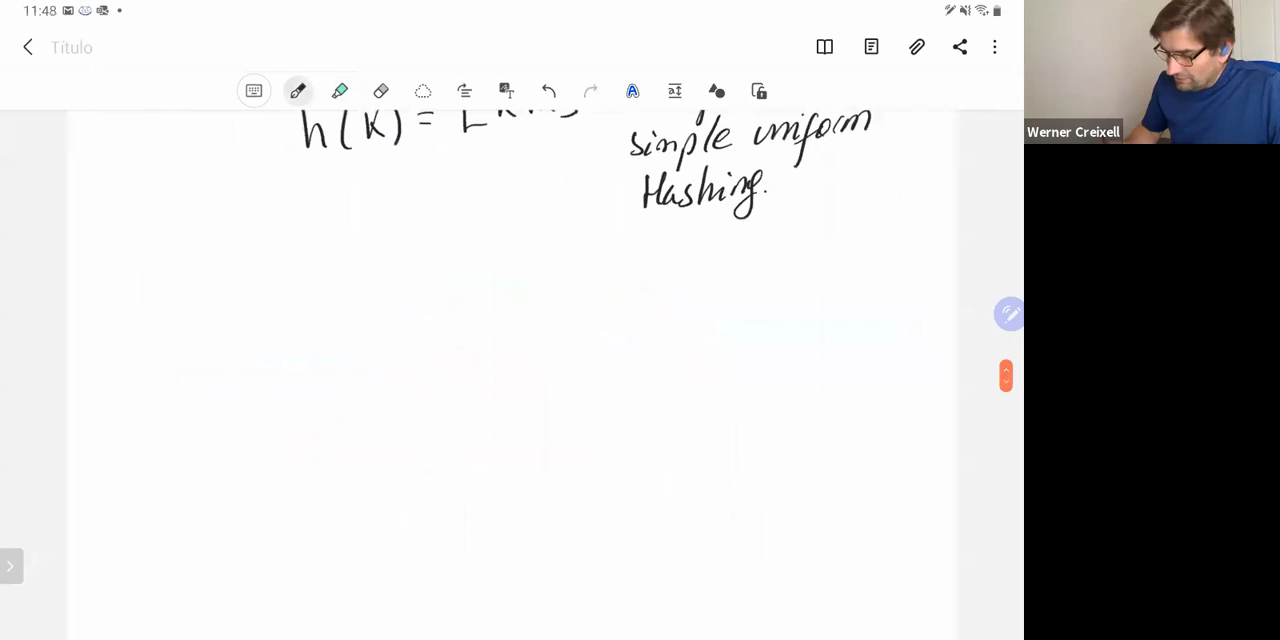 11:48
Título
h(k) =
simple uniform
Hashing.
Werner Creixell